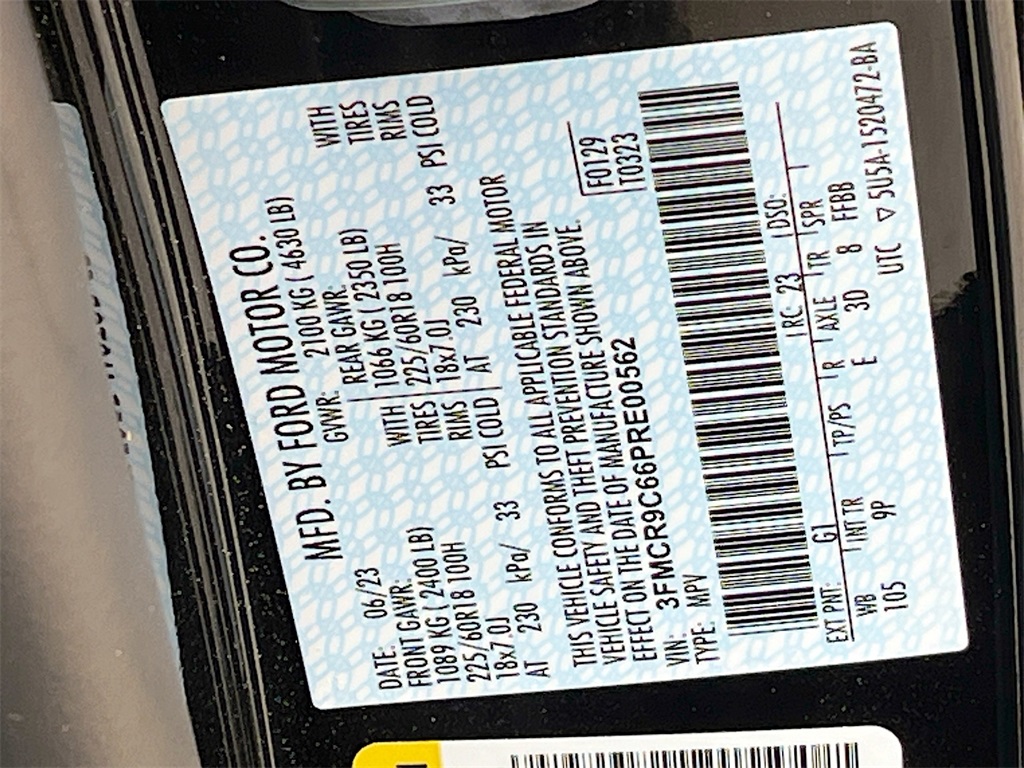 MFD. BY FORD MOTOR CO.
DATE: 06/23 GVWR: 2100 KG ( 4630 LB)
FRONT GAWR: REAR GAWR:
1089 KG ( 2400 LB) WITH 1066 KG ( 2350 LB) WITH
225/60R18 100H TIRES 225/60R18 100H TIRES
18x7.0J RIMS 18x7.0J RIMS
AT 230 kPa/ 33 PSI COLD AT 230 kPa/ 33 PSI COLD
THIS VEHICLE CONFORMS TO ALL APPLICABLE FEDERAL MOTOR
VEHICLE SAFETY AND THEFT PREVENTION STANDARDS IN
EFFECT ON THE DATE OF MANUFACTURE SHOWN ABOVE.
VIN: 3FMCR9C66PRE00562 F0129
TYPE: MPV T0323
EXT PNT: G1 RC: 23 DSO:
WB INT TR TP/PS R AXLE TR SPR
105 9P E 3D 8 FFBB
UTC ▽ 5U5A-1520472-BA